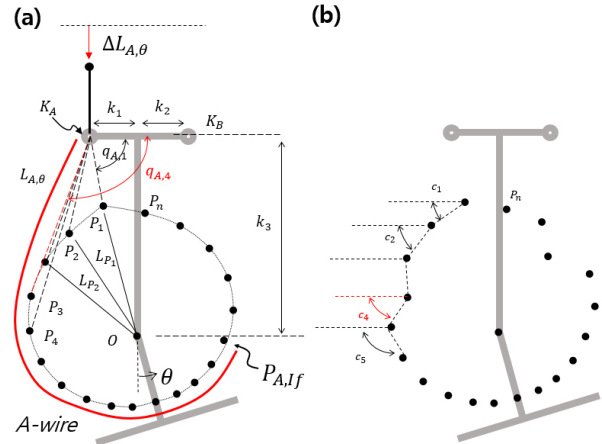 (a)
ΔL_{A,θ}
K_A
k_1
k_2
K_B
q_{A,1}
L_{A,θ}
q_{A,4}
k_3
P_1
P_n
P_2
L_{P_1}
L_{P_2}
P_3
P_4
O
θ
P_{A,If}
A-wire
(b)
c_1
P_n
c_2
c_4
c_5